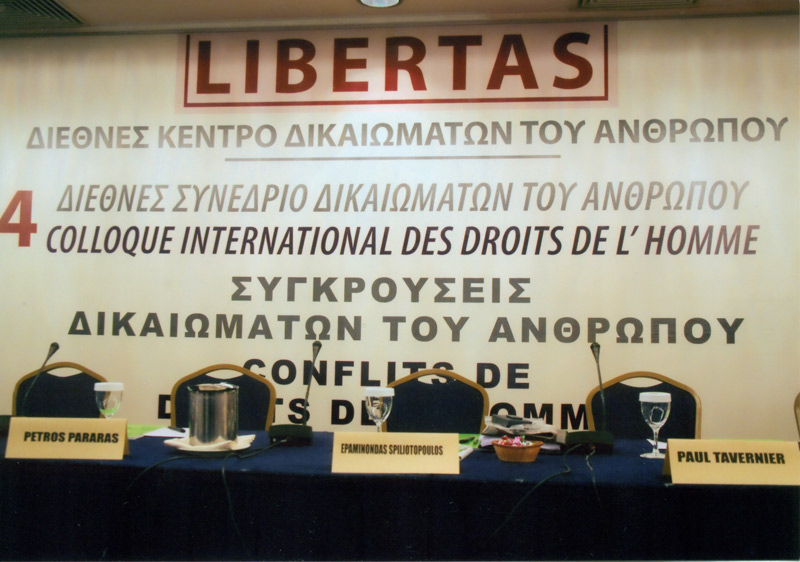 LIBERTAS
ΔΙΕΘΝΕΣ ΚΕΝΤΡΟ ΔΙΚΑΙΩΜΑΤΩΝ ΤΟΥ ΑΝΘΡΩΠΟΥ
4
ΔΙΕΘΝΕΣ ΣΥΝΕΔΡΙΟ ΔΙΚΑΙΩΜΑΤΩΝ ΤΟΥ ΑΝΘΡΩΠΟΥ
COLLOQUE INTERNATIONAL DES DROITS DE L' HOMME
ΣΥΓΚΡΟΥΣΕΙΣ
ΔΙΚΑΙΩΜΑΤΩΝ ΤΟΥ ΑΝΘΡΩΠΟΥ
CONFLITS DE
PETROS PARARAS
EPAMINONDAS SPILIOTOPOULOS
PAUL TAVERNIER